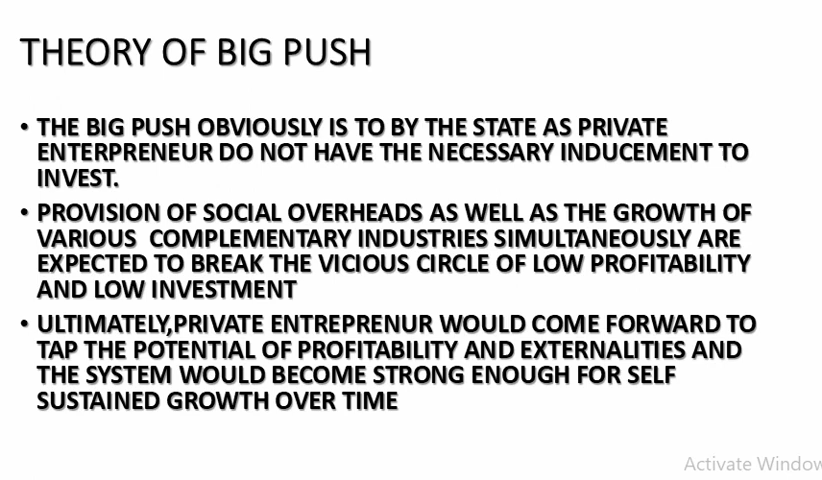 THEORY OF BIG PUSH
• THE BIG PUSH OBVIOUSLY IS TO BY THE STATE AS PRIVATE
ENTERPRENEUR DO NOT HAVE THE NECESSARY INDUCEMENT TO
INVEST.
• PROVISION OF SOCIAL OVERHEADS AS WELL AS THE GROWTH OF
VARIOUS COMPLEMENTARY INDUSTRIES SIMULTANEOUSLY ARE
EXPECTED TO BREAK THE VICIOUS CIRCLE OF LOW PROFITABILITY
AND LOW INVESTMENT
• ULTIMATELY,PRIVATE ENTREPRENUR WOULD COME FORWARD TO
TAP THE POTENTIAL OF PROFITABILITY AND EXTERNALITIES AND
THE SYSTEM WOULD BECOME STRONG ENOUGH FOR SELF
SUSTAINED GROWTH OVER TIME
Activate Window